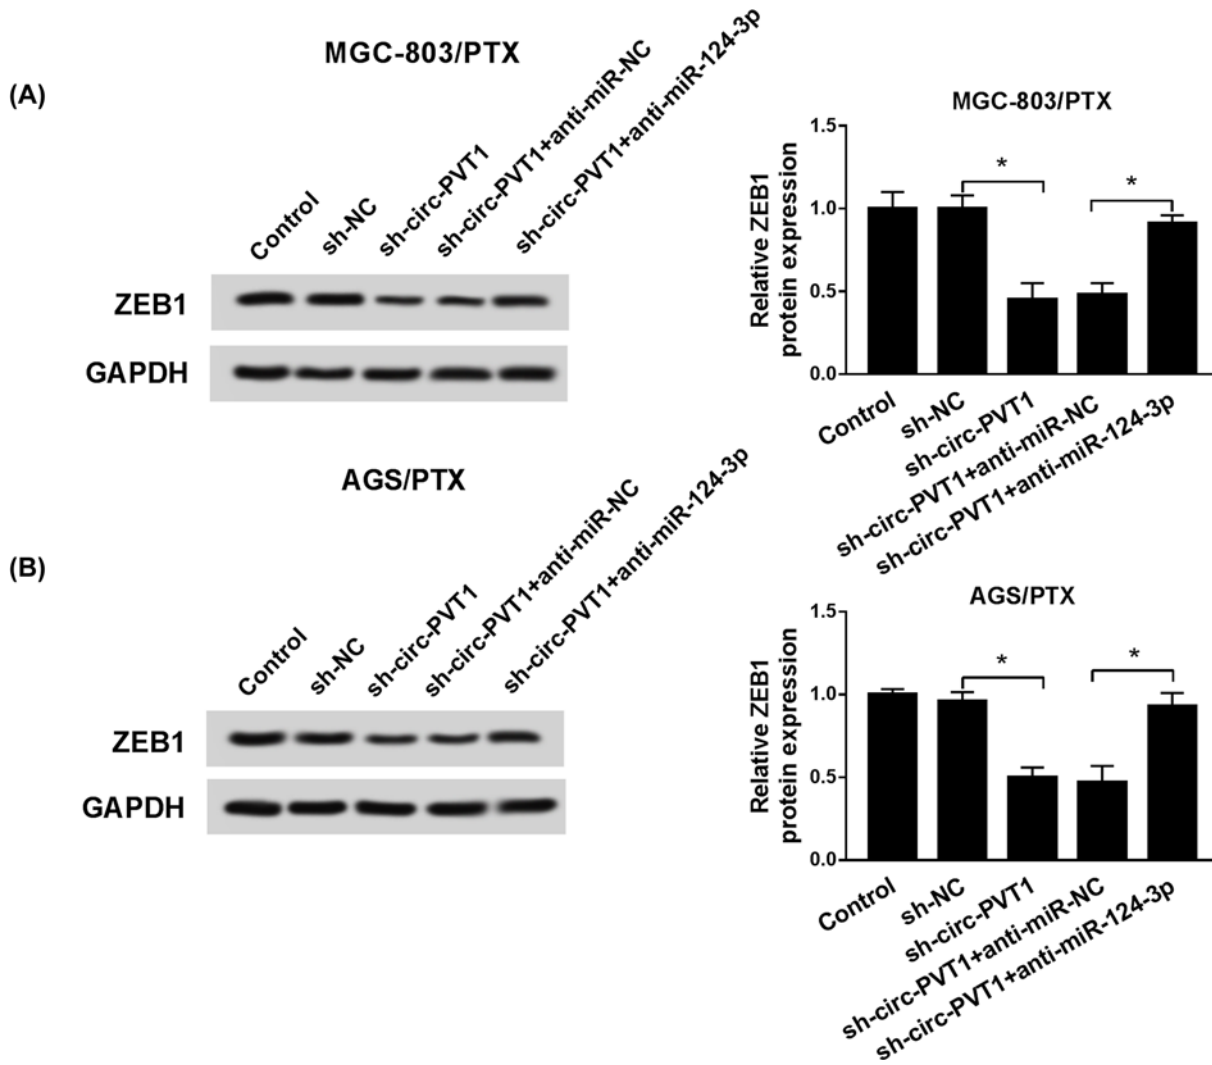 (A)
MGC-803/PTX
Control
sh-NC
sh-circ-PVT1
sh-circ-PVT1+anti-miR-NC
sh-circ-PVT1+anti-miR-124-3p
ZEB1
GAPDH
MGC-803/PTX
Relative ZEB1
protein expression
1.5
1.0
0.5
0.0
*
*
Control
sh-NC
sh-circ-PVT1
sh-circ-PVT1+anti-miR-NC
sh-circ-PVT1+anti-miR-124-3p
(B)
AGS/PTX
Control
sh-NC
sh-circ-PVT1
sh-circ-PVT1+anti-miR-NC
sh-circ-PVT1+anti-miR-124-3p
ZEB1
GAPDH
AGS/PTX
Relative ZEB1
protein expression
1.5
1.0
0.5
0.0
*
*
Control
sh-NC
sh-circ-PVT1
sh-circ-PVT1+anti-miR-NC
sh-circ-PVT1+anti-miR-124-3p